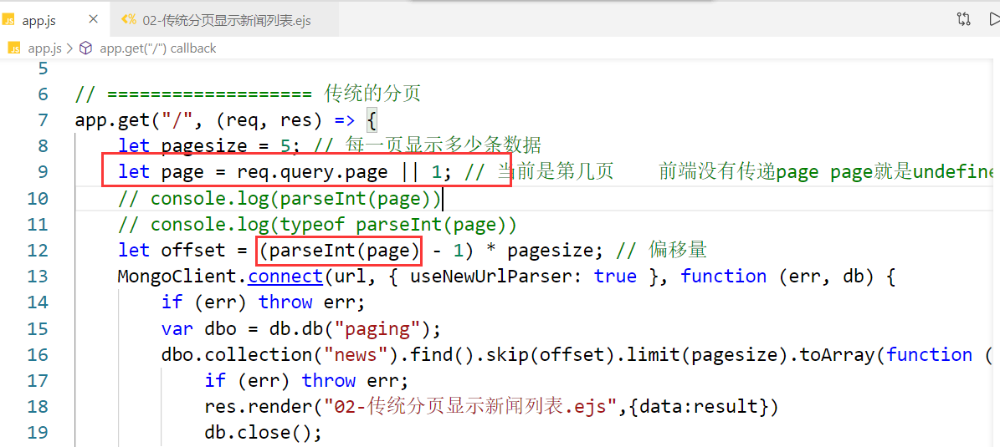 JS app.js × 02-传统分页显示新闻列表.ejs
JS app.js > app.get("/") callback
5
6 // =================== 传统的分页
7 app.get("/", (req, res) => {
8 let pagesize = 5; // 每一页显示多少条数据
9 let page = req.query.page || 1; // 当前是第几页 前端没有传递page page就是undefine
10 // console.log(parseInt(page))
11 // console.log(typeof parseInt(page))
12 let offset = (parseInt(page) - 1) * pagesize; // 偏移量
13 MongoClient.connect(url, { useNewUrlParser: true }, function (err, db) {
14 if (err) throw err;
15 var dbo = db.db("paging");
16 dbo.collection("news").find().skip(offset).limit(pagesize).toArray(function (
17 if (err) throw err;
18 res.render("02-传统分页显示新闻列表.ejs",{data:result})
19 db.close();